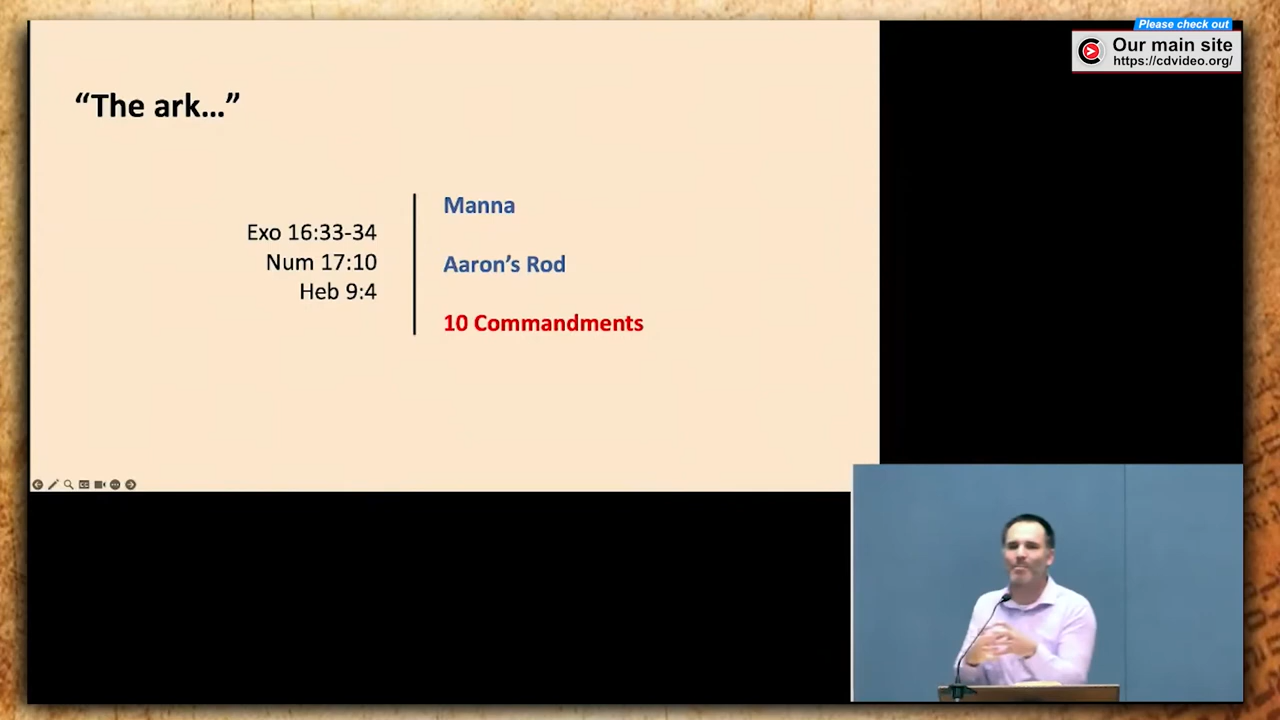 Please check out
Our main site
https://cdvideo.org/
“The ark...”
Exo 16:33-34
Num 17:10
Heb 9:4
Manna
Aaron’s Rod
10 Commandments